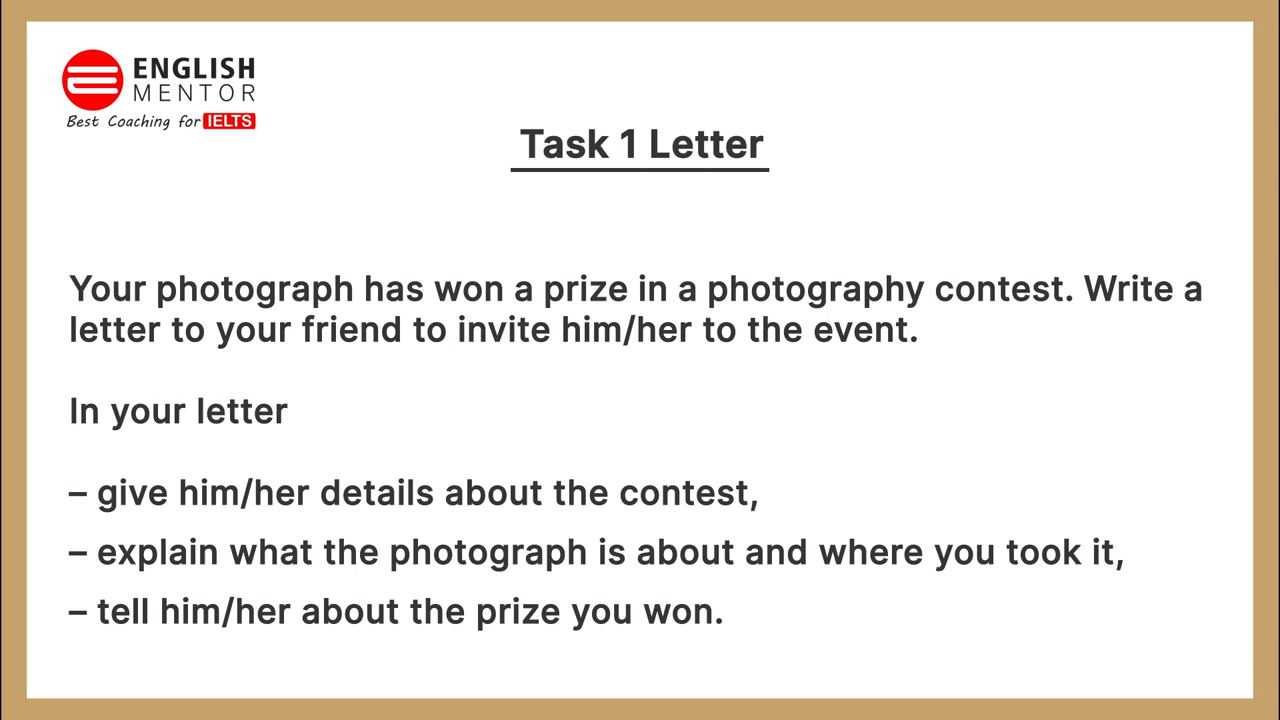 ENGLISH
MENTOR
Best Coaching for IELTS
Task 1 Letter
Your photograph has won a prize in a photography contest. Write a
letter to your friend to invite him/her to the event.
In your letter
– give him/her details about the contest,
– explain what the photograph is about and where you took it,
– tell him/her about the prize you won.